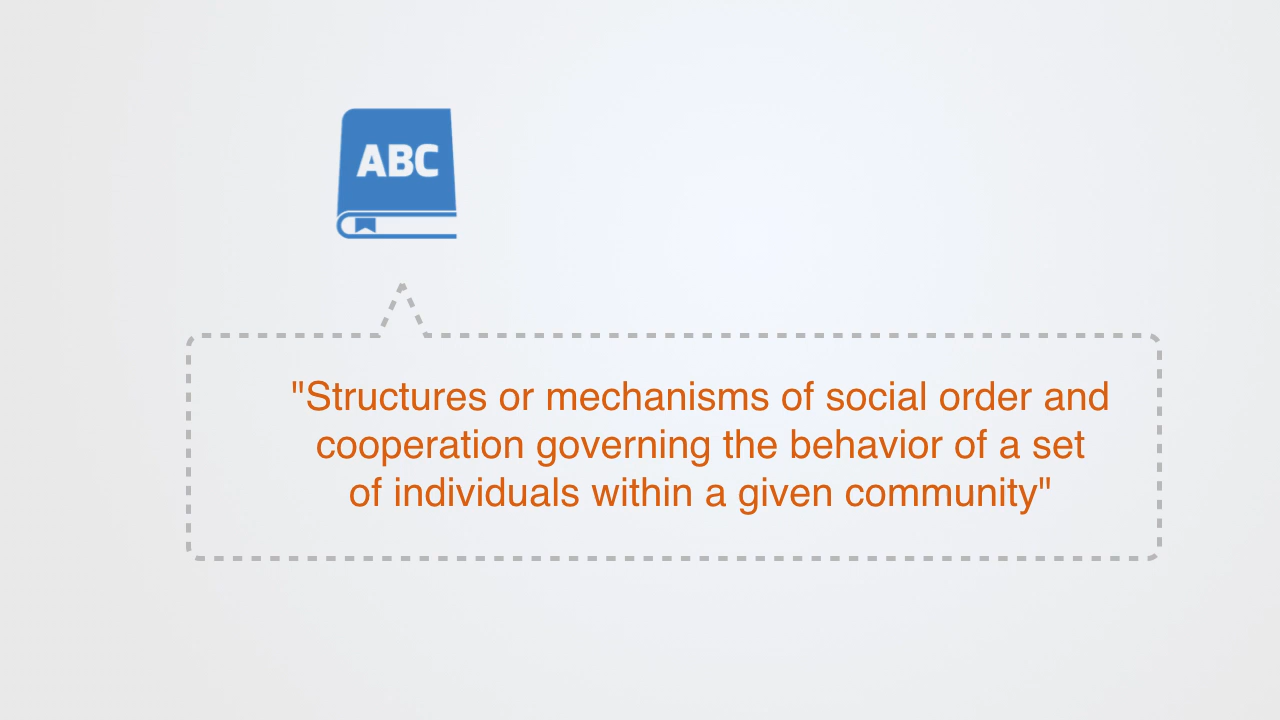 ABC
"Structures or mechanisms of social order and
cooperation governing the behavior of a set
of individuals within a given community"